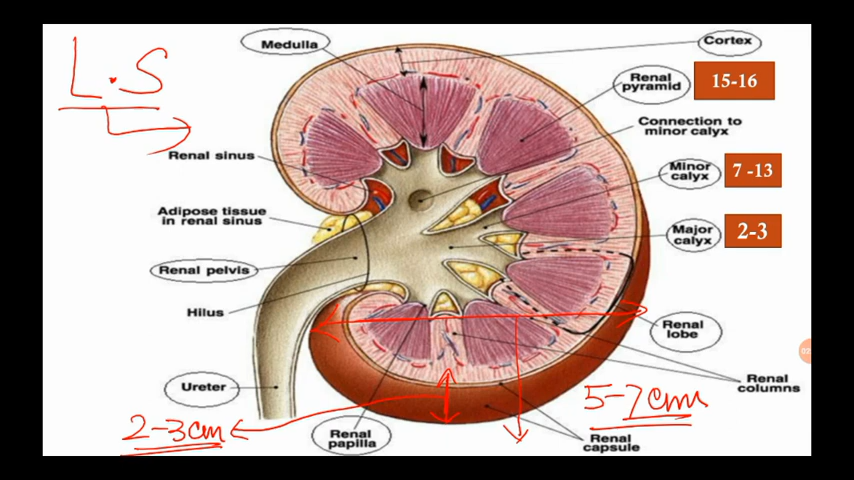 L.S
Medulla
Cortex
Renal
pyramid
15-16
Connection to
minor calyx
Renal sinus
Minor
calyx
7 -13
Adipose tissue
in renal sinus
Major
calyx
2-3
Renal pelvis
Hilus
Renal
lobe
Renal
columns
Ureter
5-7cm
2-3cm
Renal
papilla
Renal
capsule